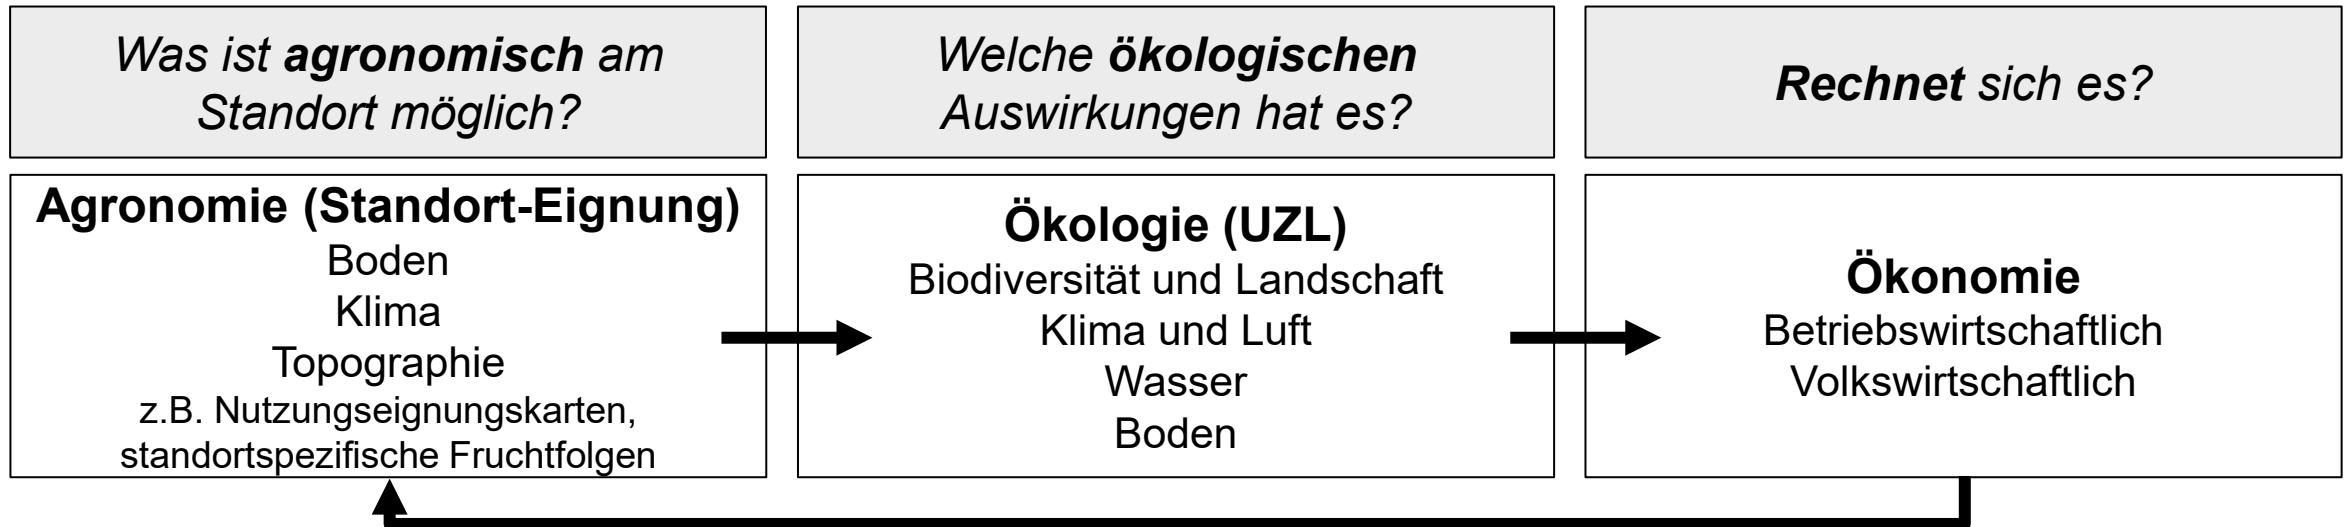 Was ist agronomisch am
Standort möglich?
Welche ökologischen
Auswirkungen hat es?
Rechnet sich es?
Agronomie (Standort-Eignung)
Boden
Klima
Topographie
z.B. Nutzungseignungskarten,
standortspezifische Fruchtfolgen
Ökologie (UZL)
Biodiversität und Landschaft
Klima und Luft
Wasser
Boden
Ökonomie
Betriebswirtschaftlich
Volkswirtschaftlich